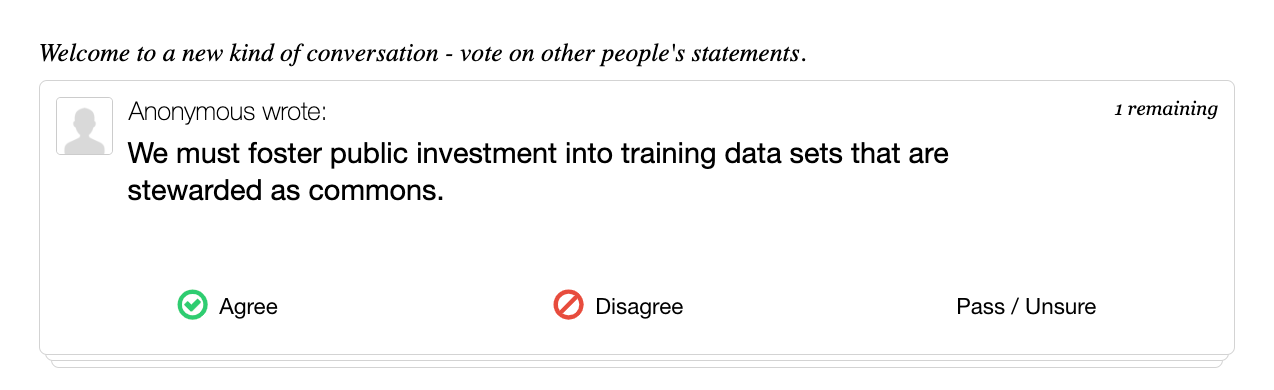 Welcome to a new kind of conversation - vote on other people's statements.
Anonymous wrote:
1 remaining
We must foster public investment into training data sets that are
stewarded as commons.
Agree
Disagree
Pass / Unsure